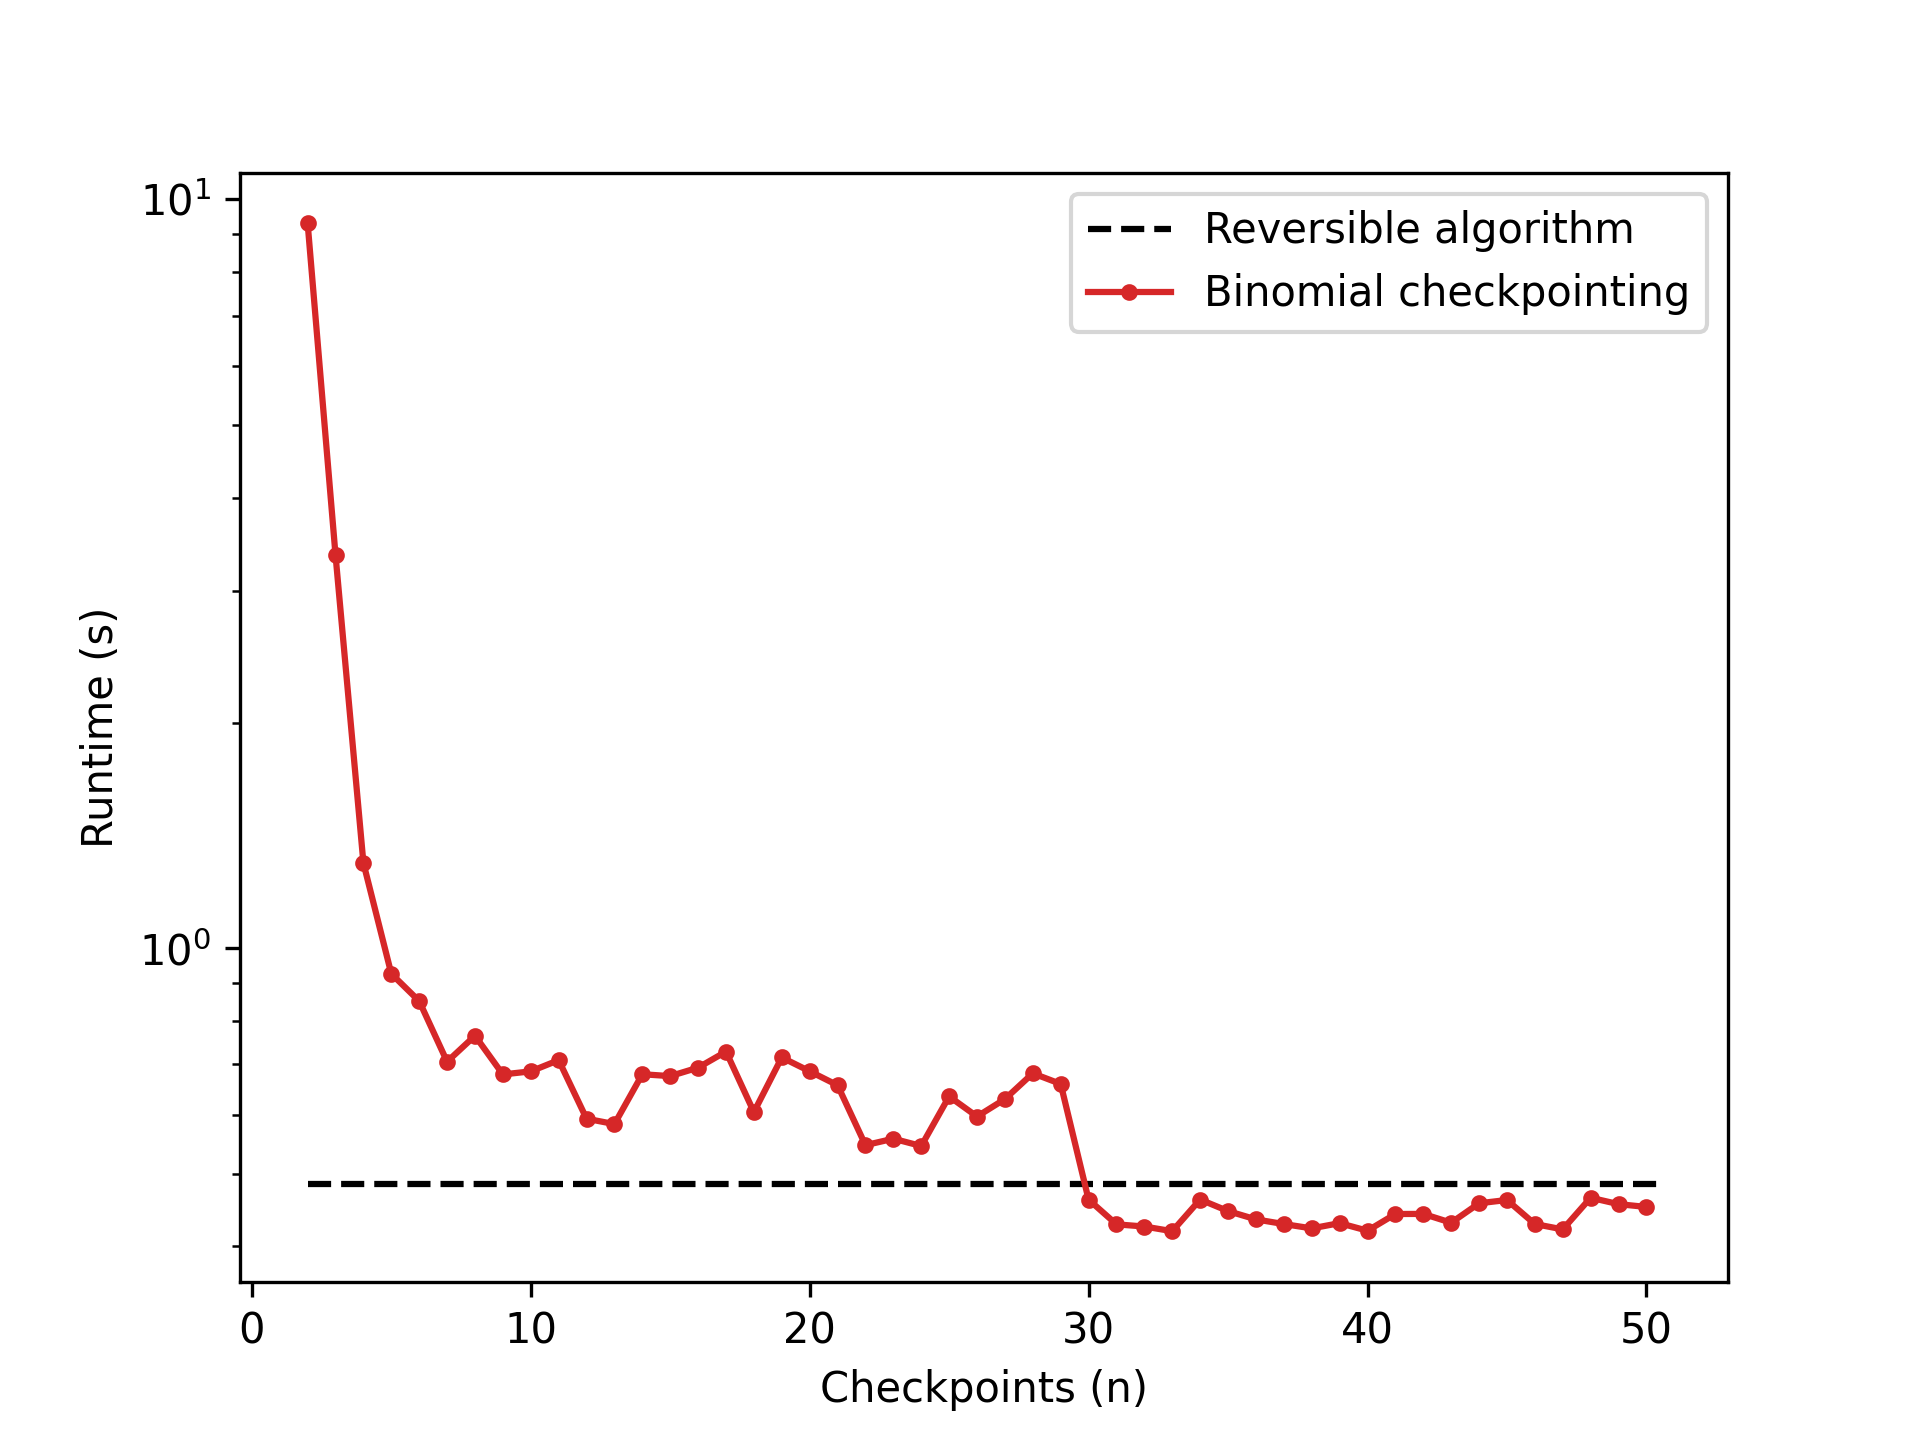 10¹
Reversible algorithm
Binomial checkpointing
Runtime (s)
10⁰
0 10 20 30 40 50
Checkpoints (n)